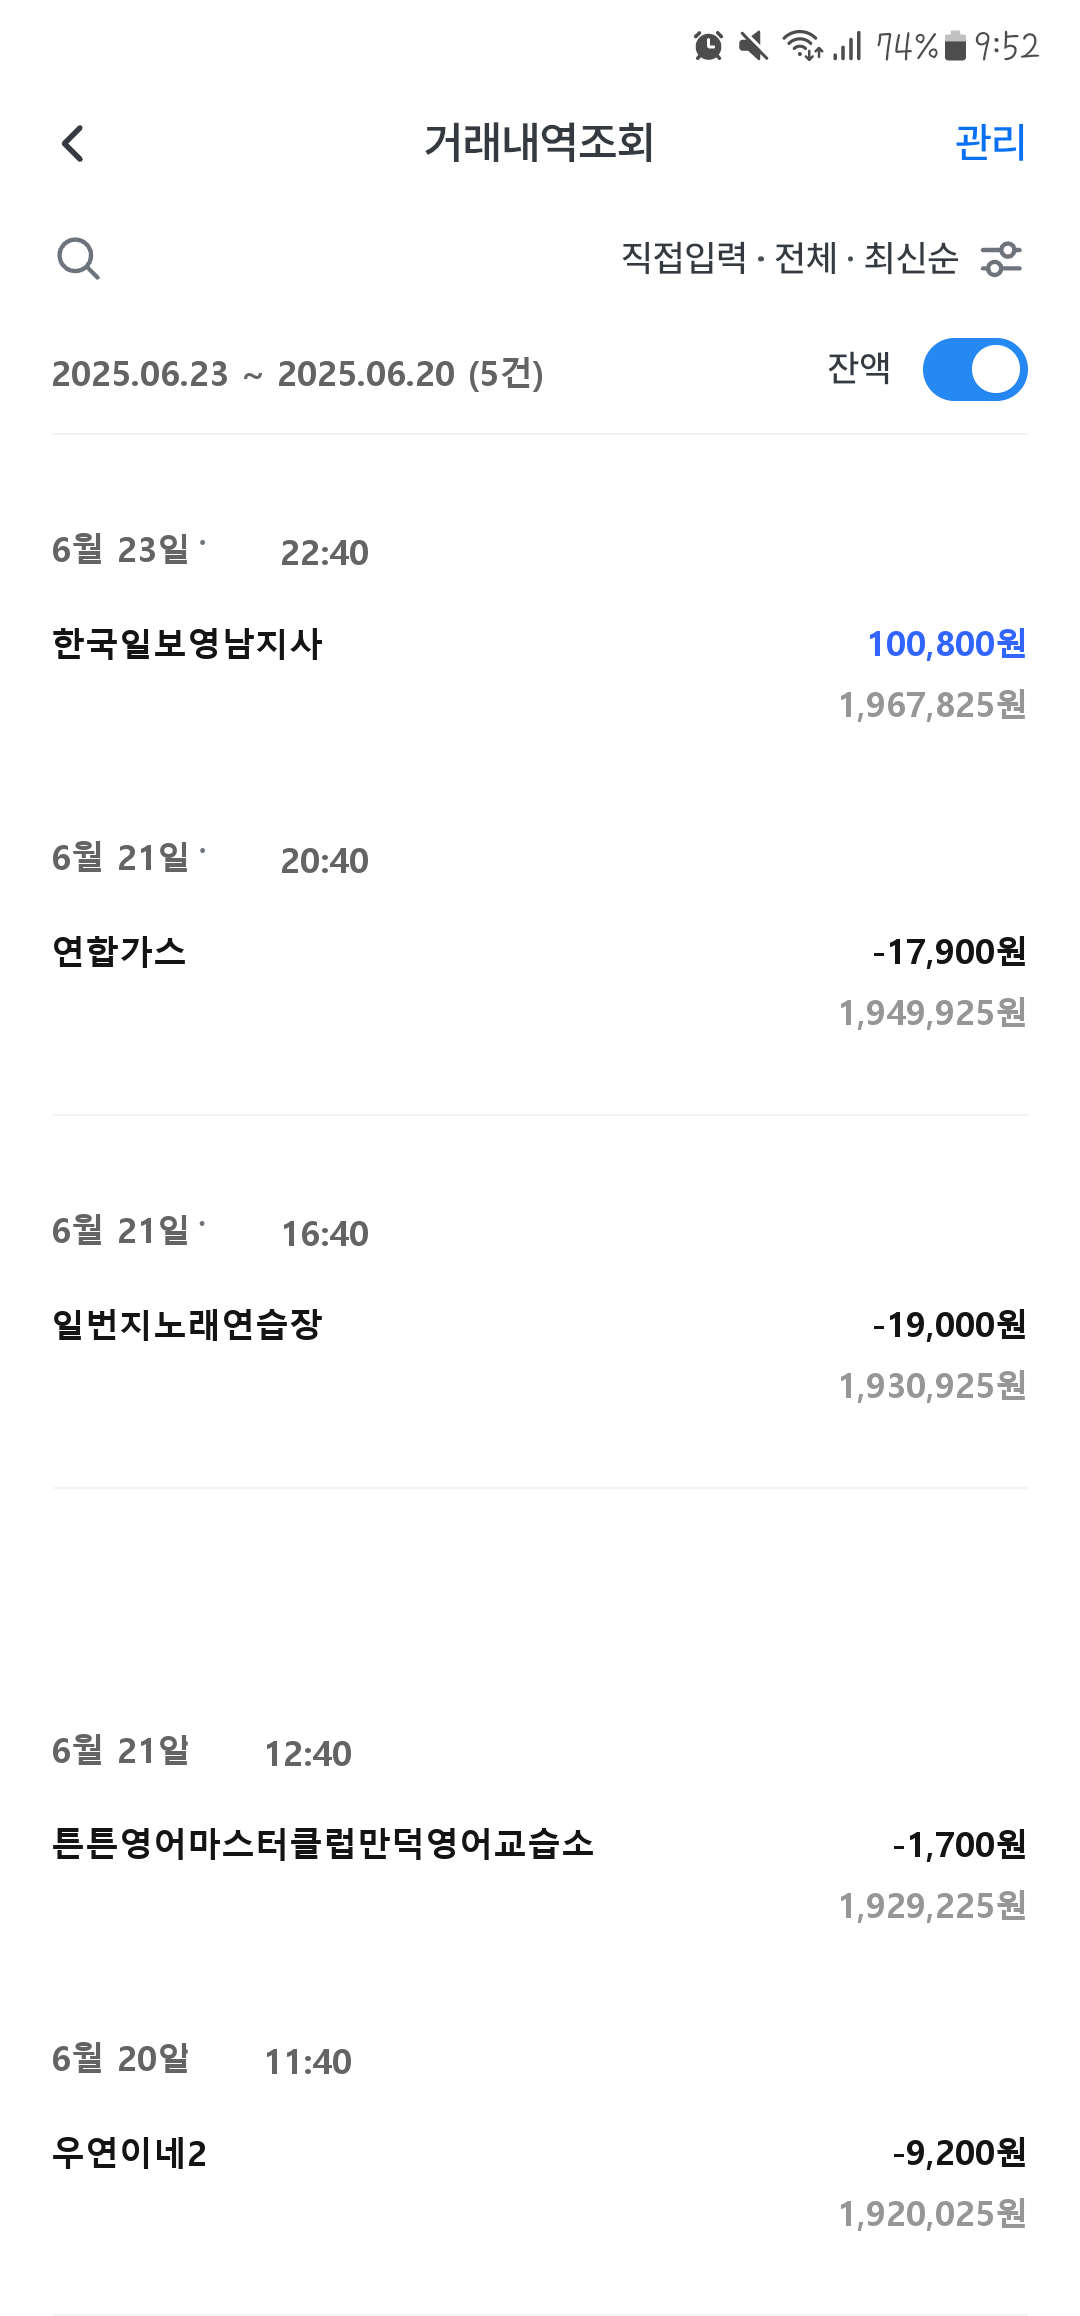 74% 9:52
거래내역조회 관리
직접입력 · 전체 · 최신순
2025.06.23 ~ 2025.06.20 (5건) 잔액
6월 23일 · 22:40
한국일보영남지사 100,800원
1,967,825원
6월 21일 · 20:40
연합가스 -17,900원
1,949,925원
6월 21일 · 16:40
일번지노래연습장 -19,000원
1,930,925원
6월 21알 12:40
튼튼영어마스터클럽만덕영어교습소 -1,700원
1,929,225원
6월 20알 11:40
우연이네2 -9,200원
1,920,025원